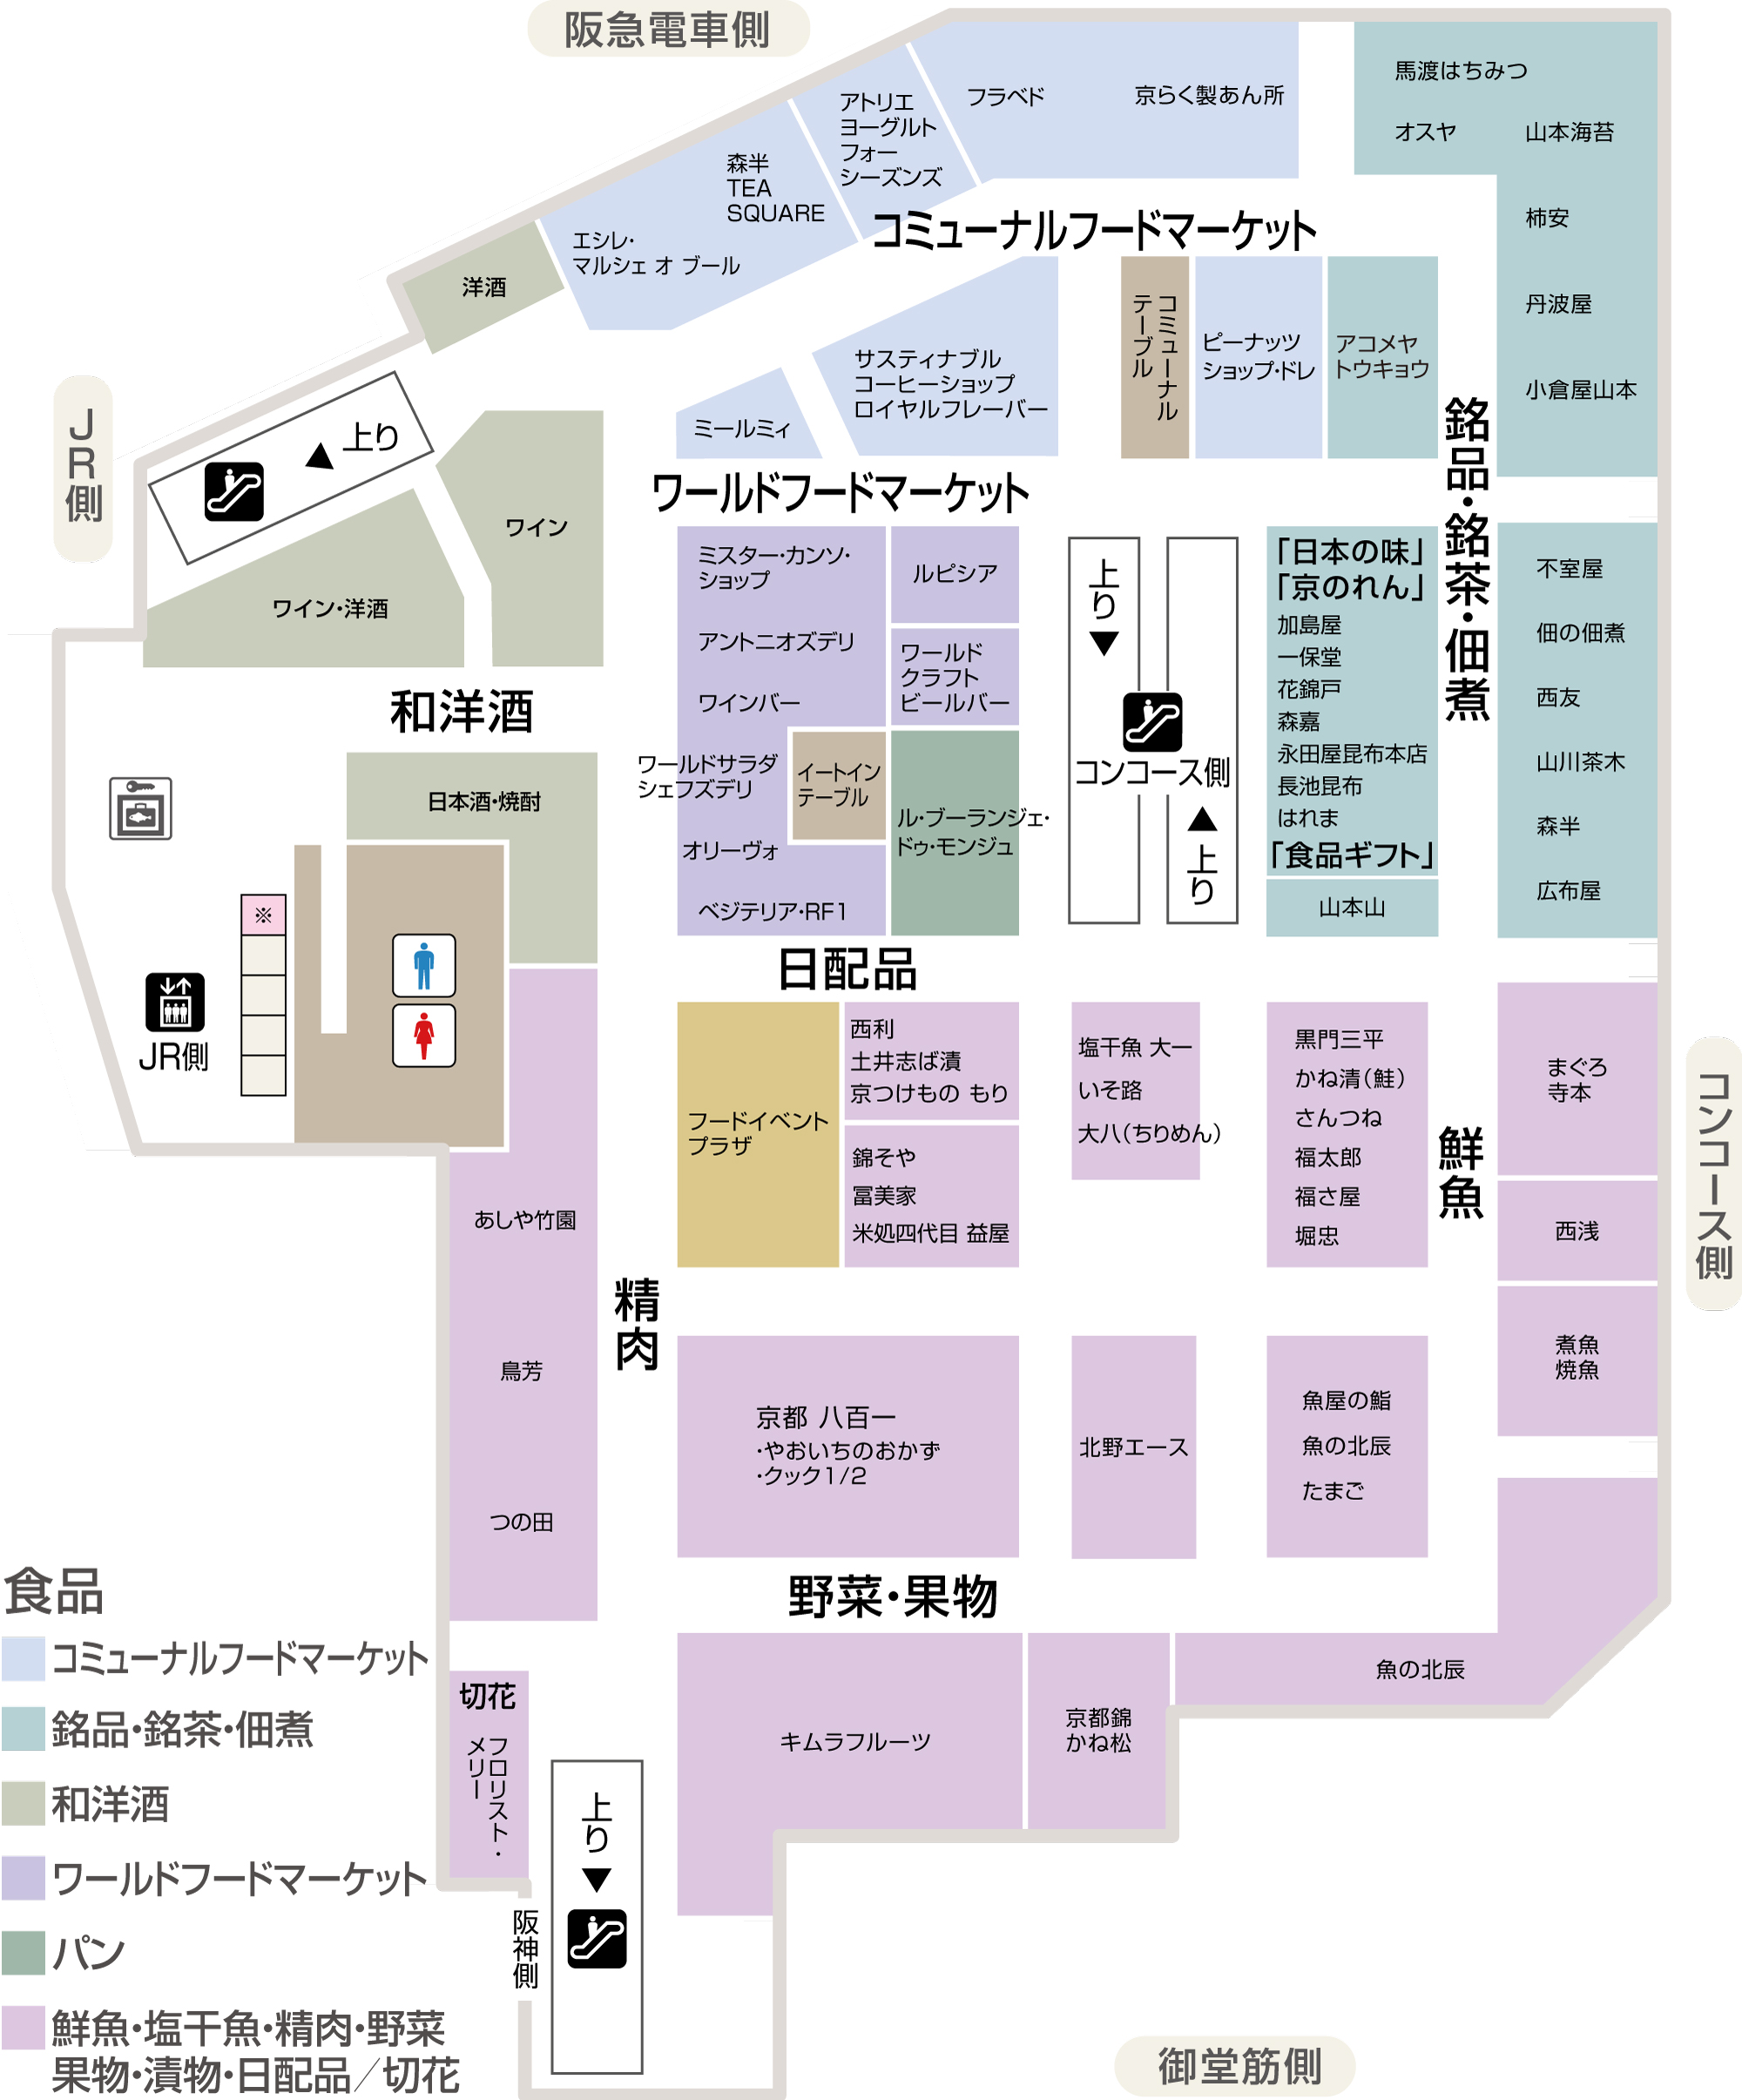 阪急電車側
馬渡はちみつ
オスヤ
山本海苔
柿安
丹波屋
小倉屋山本
フラベド
京らく製あん所
アトリエ
ヨーグルト
フォー
シーズンズ
森半
TEA
SQUARE
エシレ・
マルシェ オ ブール
洋酒
コミューナルフードマーケット
コミューナル
テーブル
ピーナッツ
ショップ・ドレ
アコメヤ
トウキョウ
サスティナブル
コーヒーショップ
ロイヤルフレーバー
ミールミィ
JR側
上り
ワイン
ワイン・洋酒
和洋酒
日本酒・焼酎
ワールドフードマーケット
ミスター・カンソ・
ショップ
ルピシア
アントニオズデリ
ワールド
クラフト
ビールバー
ワインバー
ワールドサラダ
シェフズデリ
イートイン
テーブル
ル・ブーランジェ・
ドゥ・モンジュ
オリーヴォ
ベジテリア・RF1
上り
コンコース側
上り
銘品・銘茶・佃煮
「日本の味」
「京のれん」
加島屋
一保堂
花錦戸
森嘉
永田屋昆布本店
長池昆布
はれま
「食品ギフト」
山本山
不室屋
佃の佃煮
西友
山川茶木
森半
広布屋
※
JR側
日配品
フードイベント
プラザ
西利
土井志ば漬
京つけもの もり
錦そや
冨美家
米処四代目 益屋
塩干魚 大一
いそ路
大八(ちりめん)
黒門三平
かね清(鮭)
さんつね
福太郎
福さ屋
堀忠
鮮魚
まぐろ
寺本
西浅
煮魚
焼魚
コンコース側
精肉
あしや竹園
鳥芳
つの田
京都 八百一
・やおいちのおかず
・クック1/2
北野エース
魚屋の鮨
魚の北辰
たまご
野菜・果物
キムラフルーツ
京都錦
かね松
魚の北辰
切花
フロリスト・
メリー
上り
阪神側
御堂筋側
食品
コミューナルフードマーケット
銘品・銘茶・佃煮
和洋酒
ワールドフードマーケット
パン
鮮魚・塩干魚・精肉・野菜
果物・漬物・日配品/切花